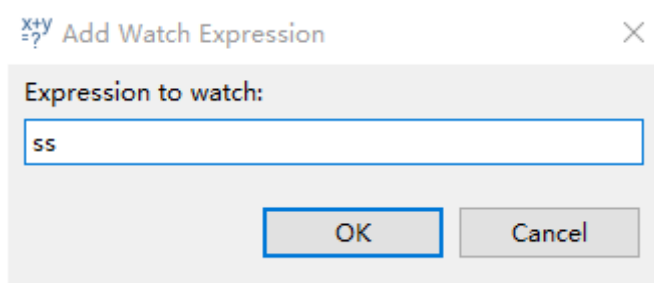 x+y
=?
Add Watch Expression
Expression to watch:
ss
OK
Cancel